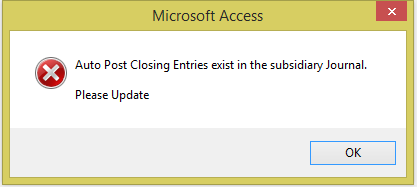 Microsoft Access
Auto Post Closing Entries exist in the subsidiary Journal.
Please Update
OK